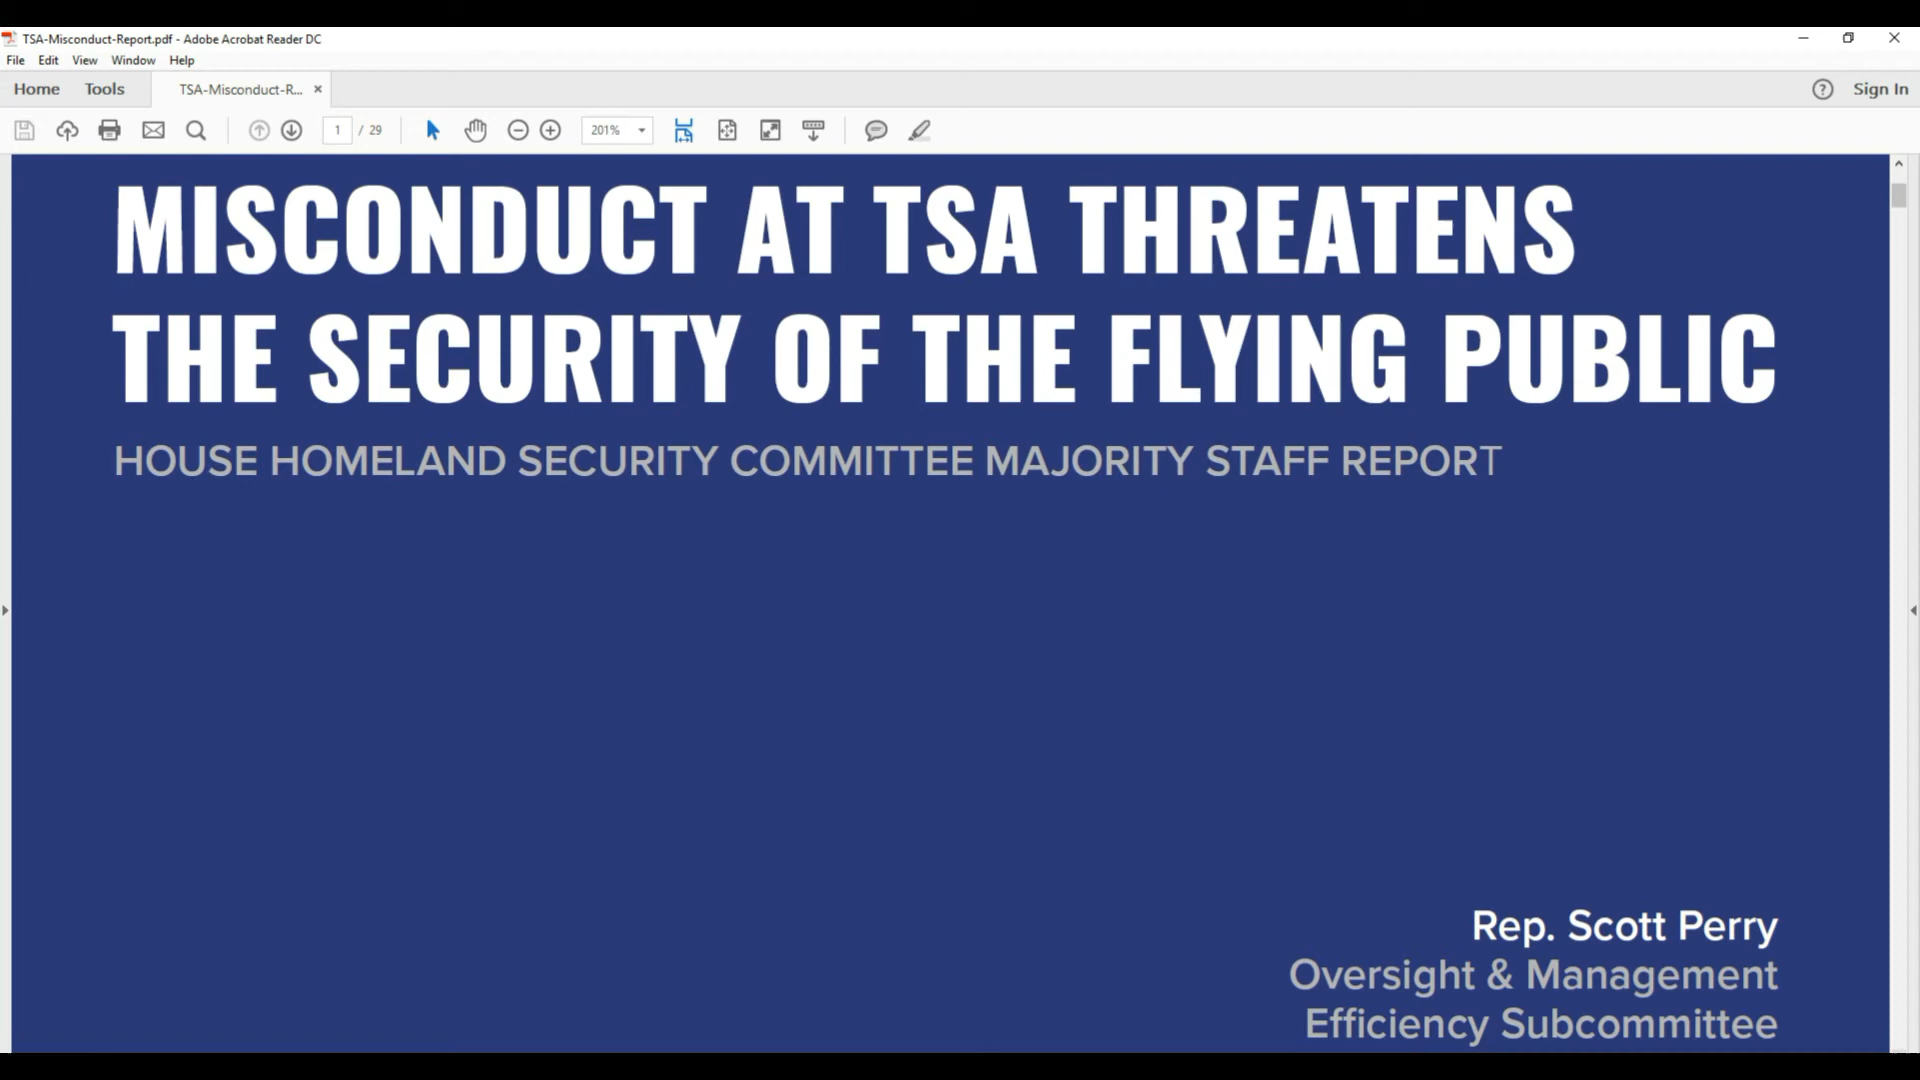 TSA-Misconduct-Report.pdf - Adobe Acrobat Reader DC
File Edit View Window Help
Home Tools TSA-Misconduct-R... Sign In
1 / 29 201%
MISCONDUCT AT TSA THREATENS
THE SECURITY OF THE FLYING PUBLIC
HOUSE HOMELAND SECURITY COMMITTEE MAJORITY STAFF REPORT
Rep. Scott Perry
Oversight & Management
Efficiency Subcommittee